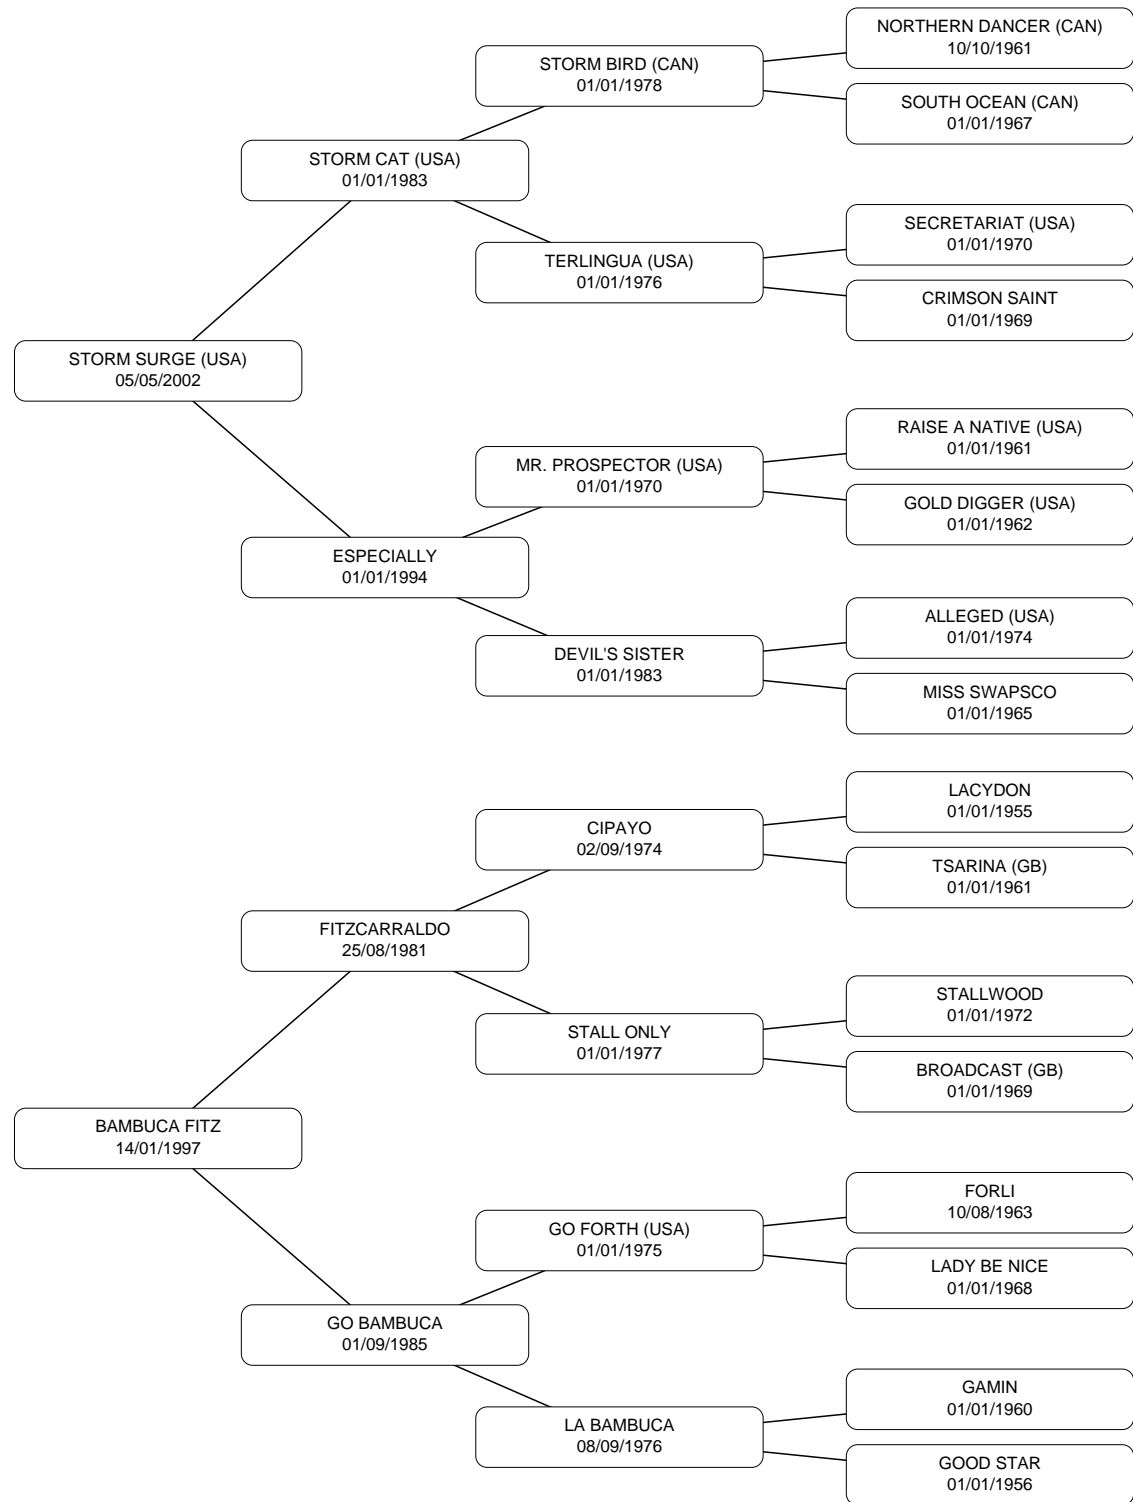 NORTHERN DANCER (CAN)
10/10/1961
STORM BIRD (CAN)
01/01/1978
SOUTH OCEAN (CAN)
01/01/1967
STORM CAT (USA)
01/01/1983
SECRETARIAT (USA)
01/01/1970
TERLINGUA (USA)
01/01/1976
CRIMSON SAINT
01/01/1969
STORM SURGE (USA)
05/05/2002
RAISE A NATIVE (USA)
01/01/1961
MR. PROSPECTOR (USA)
01/01/1970
GOLD DIGGER (USA)
01/01/1962
ESPECIALLY
01/01/1994
ALLEGED (USA)
01/01/1974
DEVIL'S SISTER
01/01/1983
MISS SWAPSCO
01/01/1965
LACYDON
01/01/1955
CIPAYO
02/09/1974
TSARINA (GB)
01/01/1961
FITZCARRALDO
25/08/1981
STALLWOOD
01/01/1972
STALL ONLY
01/01/1977
BROADCAST (GB)
01/01/1969
BAMBUCA FITZ
14/01/1997
FORLI
10/08/1963
GO FORTH (USA)
01/01/1975
LADY BE NICE
01/01/1968
GO BAMBUCA
01/09/1985
GAMIN
01/01/1960
LA BAMBUCA
08/09/1976
GOOD STAR
01/01/1956